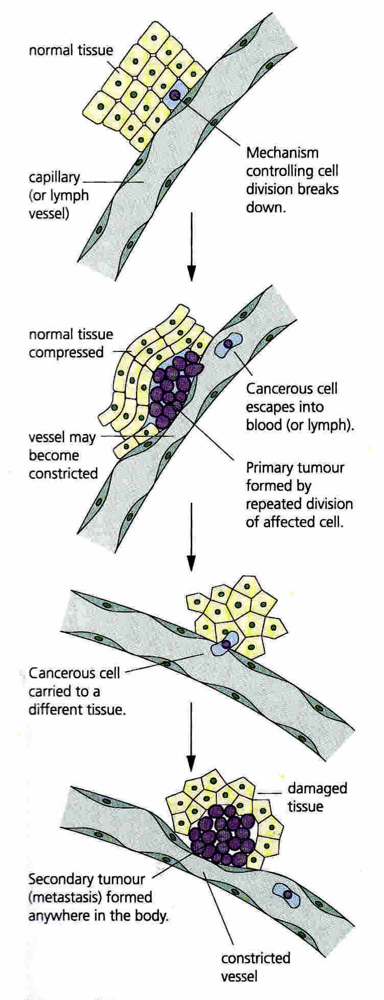 normal tissue
Mechanism
controlling cell
division breaks
down.
capillary
(or lymph
vessel)
normal tissue
compressed
Cancerous cell
escapes into
blood (or lymph).
vessel may
become
constricted
Primary tumour
formed by
repeated division
of affected cell.
Cancerous cell
carried to a
different tissue.
damaged
tissue
Secondary tumour
(metastasis) formed
anywhere in the body.
constricted
vessel